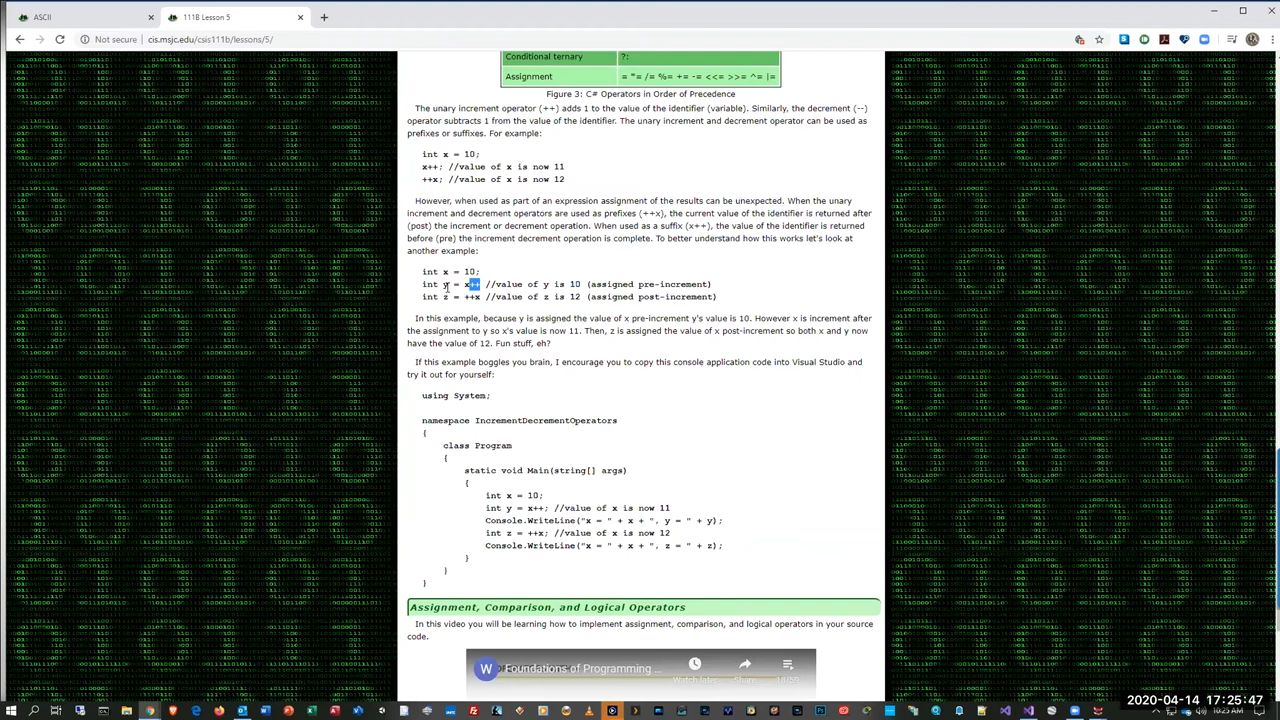 ASCII
111B Lesson 5
Not secure
cis.msjc.edu/csis111b/lessons/5/
Conditional ternary ?:
Assignment = *= /= %= += -= <<= >>= ^= |=
Figure 3: C# Operators in Order of Precedence
The unary increment operator (++) adds 1 to the value of the identifier (variable). Similarly, the decrement (--)
operator subtracts 1 from the value of the identifier. The unary increment and decrement operator can be used as
prefixes or suffixes. For example:
int x = 10;
x++; //value of x is now 11
++x; //value of x is now 12
However, when used as part of an expression assignment of the results can be unexpected. When the unary
increment and decrement operators are used as prefixes (++x), the current value of the identifier is returned after
(post) the increment or decrement operation. When used as a suffix (x++), the value of the identifier is returned
before (pre) the increment decrement operation is complete. To better understand how this works let's look at
another example:
int x = 10;
int y = x++ //value of y is 10 (assigned pre-increment)
int z = ++x //value of z is 12 (assigned post-increment)
In this example, because y is assigned the value of x pre-increment y's value is 10. However x is increment after
the assignment to y so x's value is now 11. Then, z is assigned the value of x post-increment so both x and y now
have the value of 12. Fun stuff, eh?
If this example boggles you brain, I encourage you to copy this console application code into Visual Studio and
try it out for yourself:
using System;
namespace IncrementDecrementOperators
{
class Program
{
static void Main(string[] args)
{
int x = 10;
int y = x++; //value of x is now 11
Console.WriteLine("x = " + x + ", y = " + y);
int z = ++x; //value of x is now 12
Console.WriteLine("x = " + x + ", z = " + z);
}
}
}
Assignment, Comparison, and Logical Operators
In this video you will be learning how to implement assignment, comparison, and logical operators in your source
code.
W Foundations of Programming
Watch later
Share
2020-04-14 17:25:47
10:25 AM